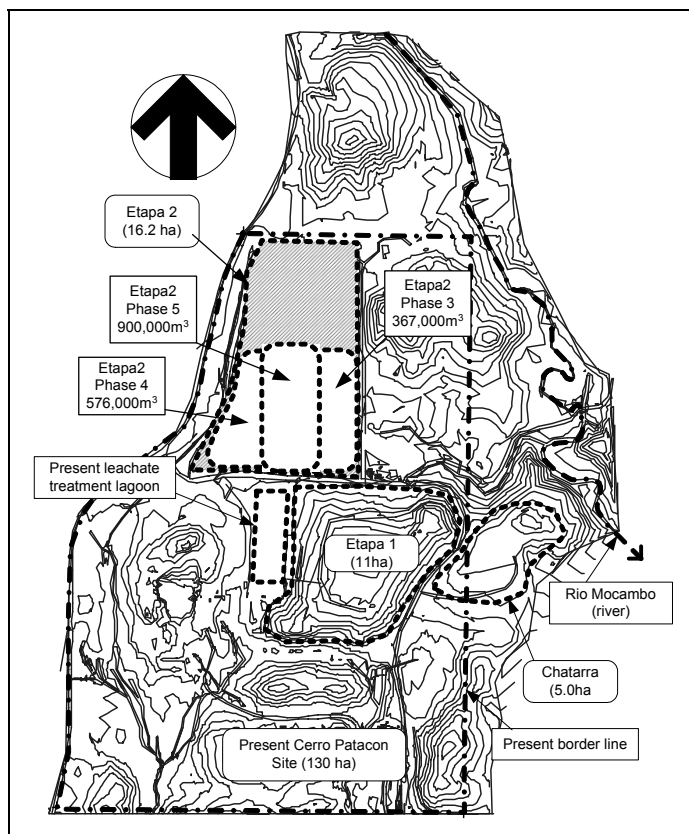 Etapa 2
(16.2 ha)
Etapa2
Phase 5
900,000m³
Etapa2
Phase 3
367,000m³
Etapa2
Phase 4
576,000m³
Present leachate
treatment lagoon
Etapa 1
(11ha)
Rio Mocambo
(river)
Chatarra
(5.0ha
Present Cerro Patacon
Site (130 ha)
Present border line